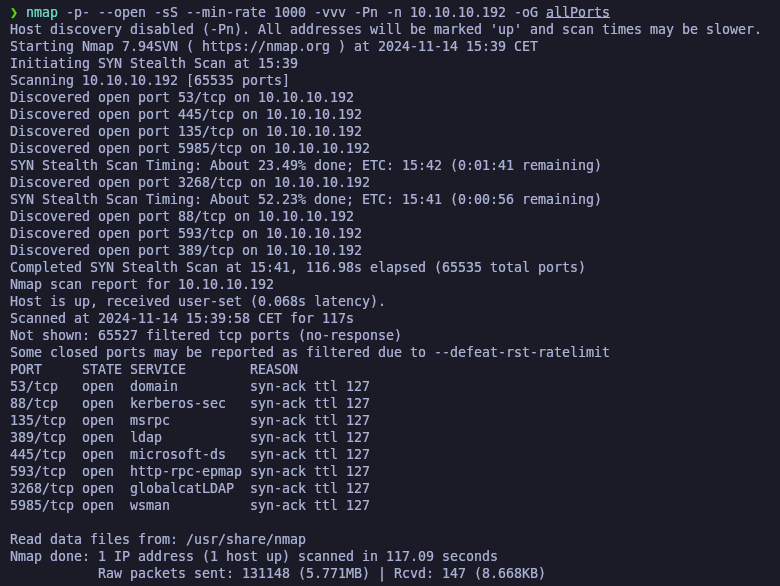 ❯ nmap -p- --open -sS --min-rate 1000 -vvv -Pn -n 10.10.10.192 -oG allPorts
Host discovery disabled (-Pn). All addresses will be marked 'up' and scan times may be slower.
Starting Nmap 7.94SVN ( https://nmap.org ) at 2024-11-14 15:39 CET
Initiating SYN Stealth Scan at 15:39
Scanning 10.10.10.192 [65535 ports]
Discovered open port 53/tcp on 10.10.10.192
Discovered open port 445/tcp on 10.10.10.192
Discovered open port 135/tcp on 10.10.10.192
Discovered open port 5985/tcp on 10.10.10.192
SYN Stealth Scan Timing: About 23.49% done; ETC: 15:42 (0:01:41 remaining)
Discovered open port 3268/tcp on 10.10.10.192
SYN Stealth Scan Timing: About 52.23% done; ETC: 15:41 (0:00:56 remaining)
Discovered open port 88/tcp on 10.10.10.192
Discovered open port 593/tcp on 10.10.10.192
Discovered open port 389/tcp on 10.10.10.192
Completed SYN Stealth Scan at 15:41, 116.98s elapsed (65535 total ports)
Nmap scan report for 10.10.10.192
Host is up, received user-set (0.068s latency).
Scanned at 2024-11-14 15:39:58 CET for 117s
Not shown: 65527 filtered tcp ports (no-response)
Some closed ports may be reported as filtered due to --defeat-rst-ratelimit
PORT     STATE SERVICE        REASON
53/tcp   open  domain         syn-ack ttl 127
88/tcp   open  kerberos-sec   syn-ack ttl 127
135/tcp  open  msrpc          syn-ack ttl 127
389/tcp  open  ldap           syn-ack ttl 127
445/tcp  open  microsoft-ds   syn-ack ttl 127
593/tcp  open  http-rpc-epmap syn-ack ttl 127
3268/tcp open  globalcatLDAP  syn-ack ttl 127
5985/tcp open  wsman          syn-ack ttl 127

Read data files from: /usr/share/nmap
Nmap done: 1 IP address (1 host up) scanned in 117.09 seconds
           Raw packets sent: 131148 (5.771MB) | Rcvd: 147 (8.668KB)